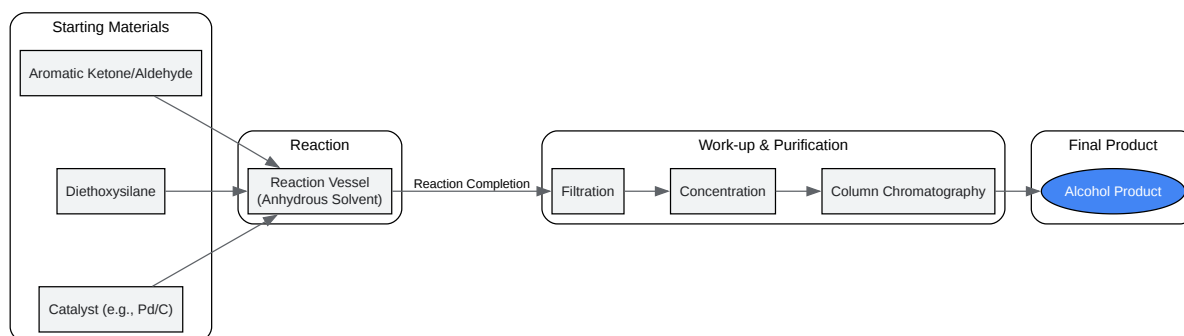 Starting Materials
Aromatic Ketone/Aldehyde
Diethoxysilane
Catalyst (e.g., Pd/C)
Reaction
Reaction Vessel
(Anhydrous Solvent)
Reaction Completion
Work-up & Purification
Filtration
Concentration
Column Chromatography
Final Product
Alcohol Product